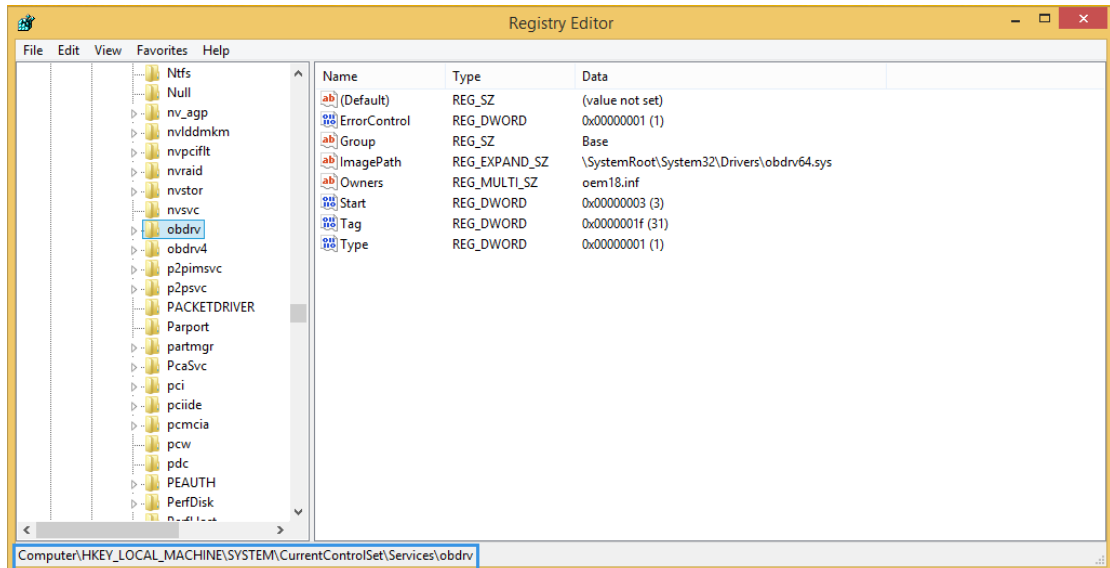 Registry Editor
File Edit View Favorites Help
Ntfs
Null
nv_agp
nvlddmkm
nvpciflt
nvraid
nvstor
nvsvc
obdrv
obdrv4
p2pimsvc
p2psvc
PACKETDRIVER
Parport
partmgr
PcaSvc
pci
pciide
pcmcia
pcw
pdc
PEAUTH
PerfDisk
Name Type Data
(Default) REG_SZ (value not set)
ErrorControl REG_DWORD 0x00000001 (1)
Group REG_SZ Base
ImagePath REG_EXPAND_SZ \SystemRoot\System32\Drivers\obdrv64.sys
Owners REG_MULTI_SZ oem18.inf
Start REG_DWORD 0x00000003 (3)
Tag REG_DWORD 0x0000001f (31)
Type REG_DWORD 0x00000001 (1)
Computer\HKEY_LOCAL_MACHINE\SYSTEM\CurrentControlSet\Services\obdrv